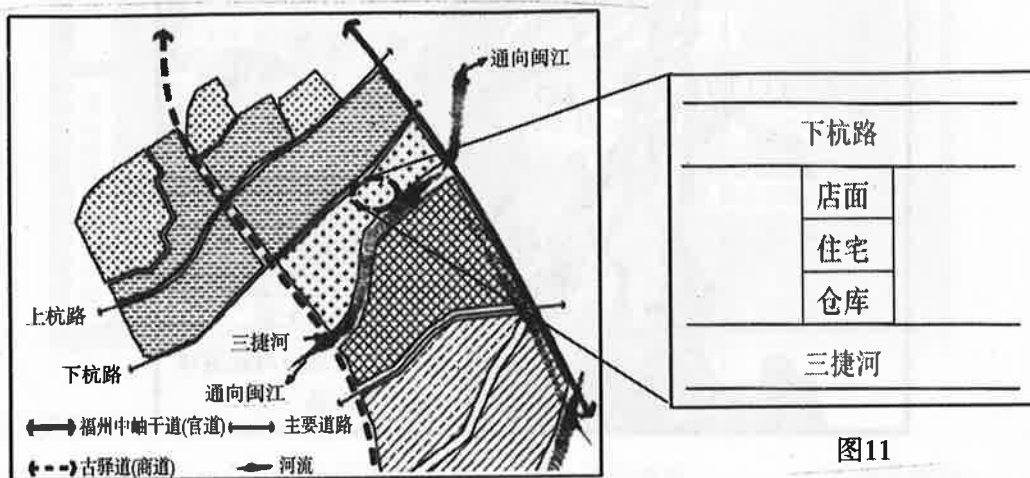 通向闽江
下杭路
店面
住宅
仓库
三捷河
上杭路
三捷河
下杭路
通向闽江
福州中轴干道(官道)
主要道路
古驿道(商道)
河流
图11